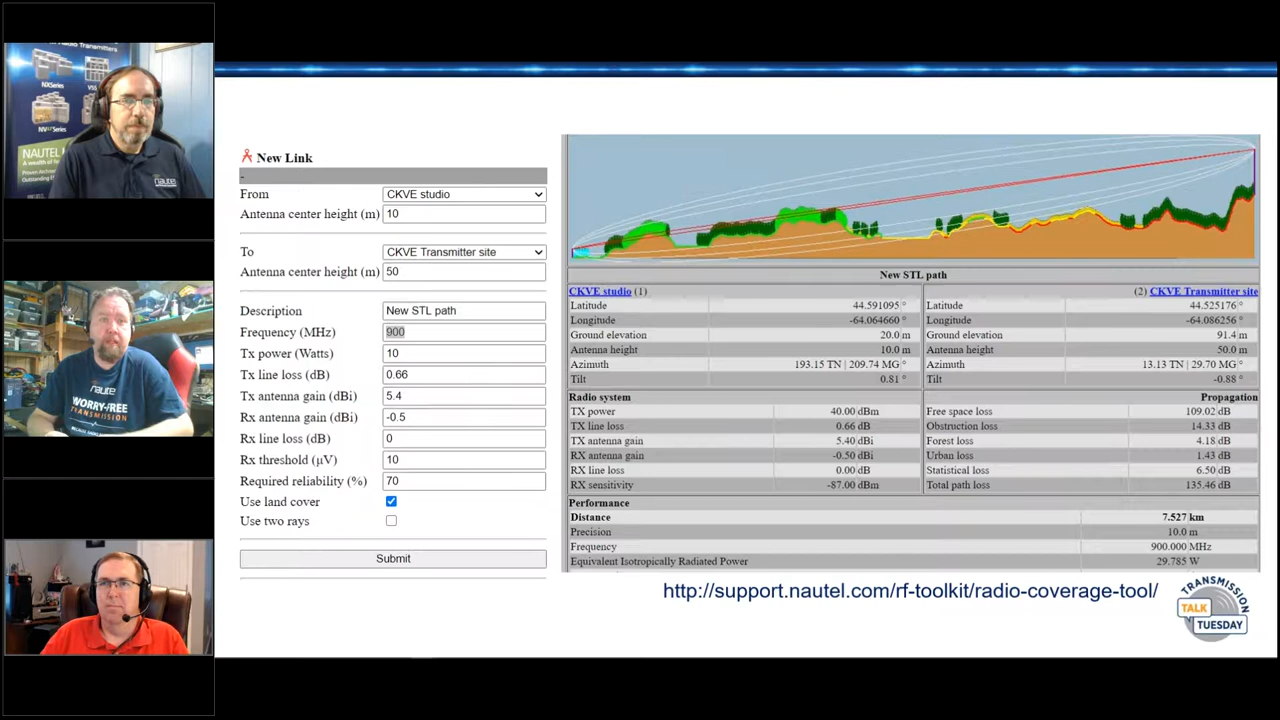 Radio Transmitters
NXSeries
VSS
NVLTSeries
NAUTEL
A wealth of
nautel
nautel
WORRY-FREE
TRANSMISSION
New Link
-
From CKVE studio
Antenna center height (m) 10
To CKVE Transmitter site
Antenna center height (m) 50
Description New STL path
Frequency (MHz) 900
Tx power (Watts) 10
Tx line loss (dB) 0.66
Tx antenna gain (dBi) 5.4
Rx antenna gain (dBi) -0.5
Rx line loss (dB) 0
Rx threshold (µV) 10
Required reliability (%) 70
Use land cover
Use two rays
Submit
New STL path
CKVE studio (1) (2) CKVE Transmitter site
Latitude 44.591095 ° Latitude 44.525176 °
Longitude -64.064660 ° Longitude -64.086256 °
Ground elevation 20.0 m Ground elevation 91.4 m
Antenna height 10.0 m Antenna height 50.0 m
Azimuth 193.15 TN | 209.74 MG ° Azimuth 13.13 TN | 29.70 MG °
Tilt 0.81 ° Tilt -0.88 °
Radio system Propagation
TX power 40.00 dBm Free space loss 109.02 dB
TX line loss 0.66 dB Obstruction loss 14.33 dB
TX antenna gain 5.40 dBi Forest loss 4.18 dB
RX antenna gain -0.50 dBi Urban loss 1.43 dB
RX line loss 0.00 dB Statistical loss 6.50 dB
RX sensitivity -87.00 dBm Total path loss 135.46 dB
Performance
Distance 7.527 km
Precision 10.0 m
Frequency 900.000 MHz
Equivalent Isotropically Radiated Power 29.785 W
http://support.nautel.com/rf-toolkit/radio-coverage-tool/
TRANSMISSION
TALK
TUESDAY